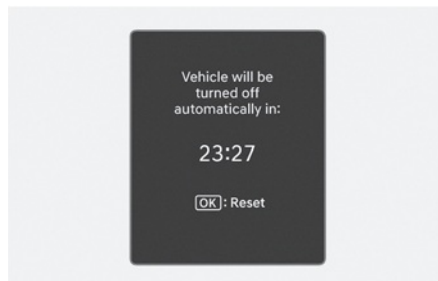 Vehicle will be
turned off
automatically in:
23:27
OK : Reset